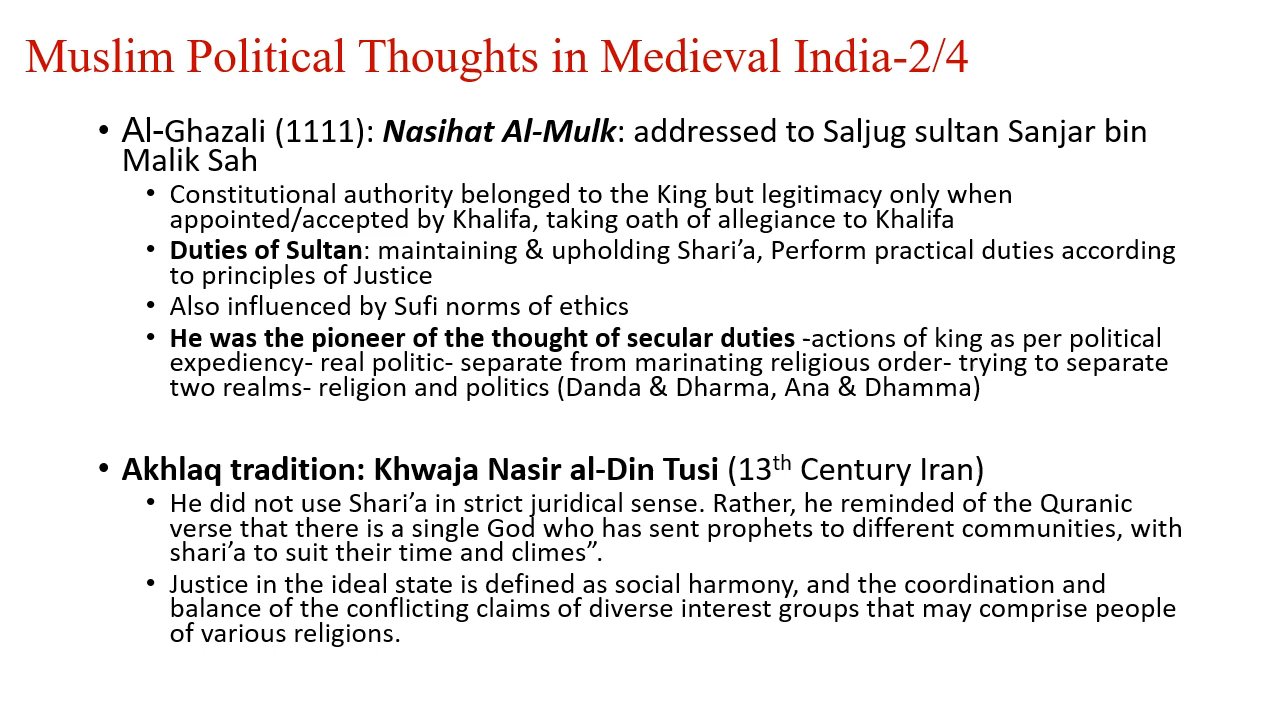 Muslim Political Thoughts in Medieval India-2/4
• Al-Ghazali (1111): Nasihat Al-Mulk: addressed to Saljug sultan Sanjar bin
Malik Sah
• Constitutional authority belonged to the King but legitimacy only when
appointed/accepted by Khalifa, taking oath of allegiance to Khalifa
• Duties of Sultan: maintaining & upholding Shari’a, Perform practical duties according
to principles of Justice
• Also influenced by Sufi norms of ethics
• He was the pioneer of the thought of secular duties -actions of king as per political
expediency- real politic- separate from marinating religious order- trying to separate
two realms- religion and politics (Danda & Dharma, Ana & Dhamma)
• Akhlaq tradition: Khwaja Nasir al-Din Tusi (13th Century Iran)
• He did not use Shari’a in strict juridical sense. Rather, he reminded of the Quranic
verse that there is a single God who has sent prophets to different communities, with
shari’a to suit their time and climes”.
• Justice in the ideal state is defined as social harmony, and the coordination and
balance of the conflicting claims of diverse interest groups that may comprise people
of various religions.